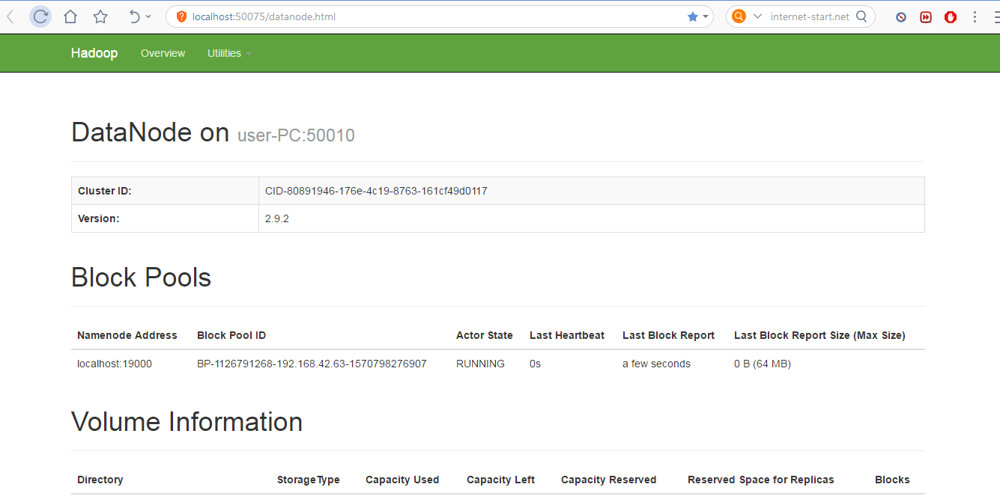 localhost:50075/datanode.html internet-start.net
Hadoop Overview Utilities
DataNode on user-PC:50010
Cluster ID: CID-80891946-176e-4c19-8763-161cf49d0117
Version: 2.9.2
Block Pools
Namenode Address Block Pool ID Actor State Last Heartbeat Last Block Report Last Block Report Size (Max Size)
localhost:19000 BP-1126791268-192.168.42.63-1570798276907 RUNNING 0s a few seconds 0 B (64 MB)
Volume Information
Directory StorageType Capacity Used Capacity Left Capacity Reserved Reserved Space for Replicas Blocks